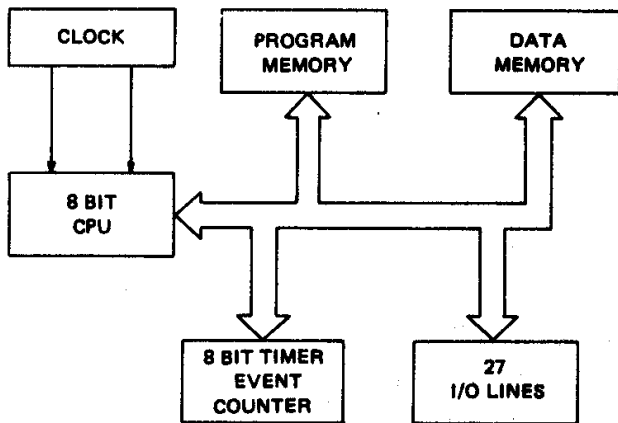 CLOCK
PROGRAM
MEMORY
DATA
MEMORY
8 BIT
CPU
8 BIT TIMER
EVENT
COUNTER
27
I/O LINES